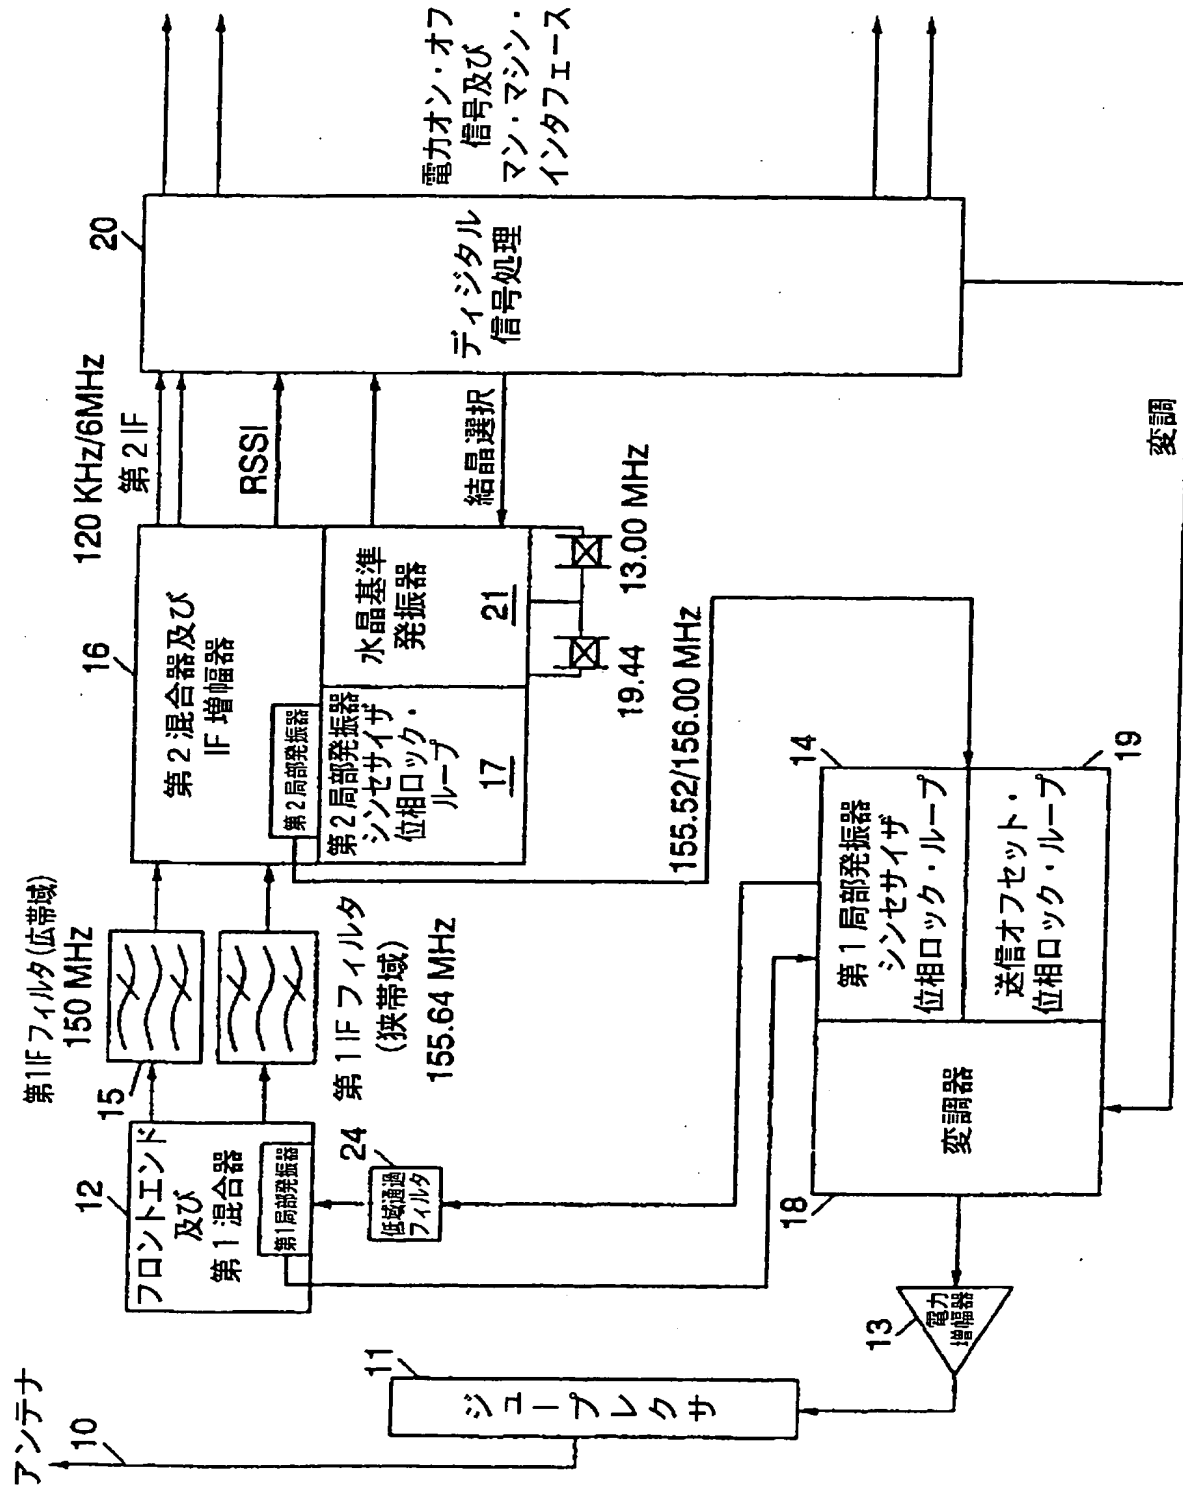 アンテナ
10
ジュープレクサ
11
フロントエンド
及び
第1混合器
第1局部発振器
12
低域通過
フィルタ
24
電力
増幅器
13
第1IFフィルタ(広帯域)
150 MHz
15
第1IFフィルタ
(狭帯域)
155.64 MHz
変調器
18
第1局部発振器
シンセサイザ
位相ロック・ループ
14
送信オフセット・
位相ロック・ループ
19
第2混合器及び
IF増幅器
16
第2局部発振器
第2局部発振器
シンセサイザ
位相ロック・
ループ
17
水晶基準
発振器
21
19.44
13.00 MHz
155.52/156.00 MHz
120 KHz/6MHz
第2IF
RSSI
結晶選択
ディジタル
信号処理
20
変調
電力オン・オフ
信号及び
マン・マシン・
インタフェース